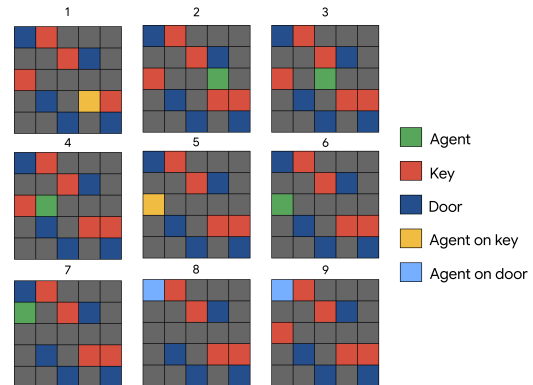 1 2 3
4 5 6
7 8 9
Agent
Key
Door
Agent on key
Agent on door